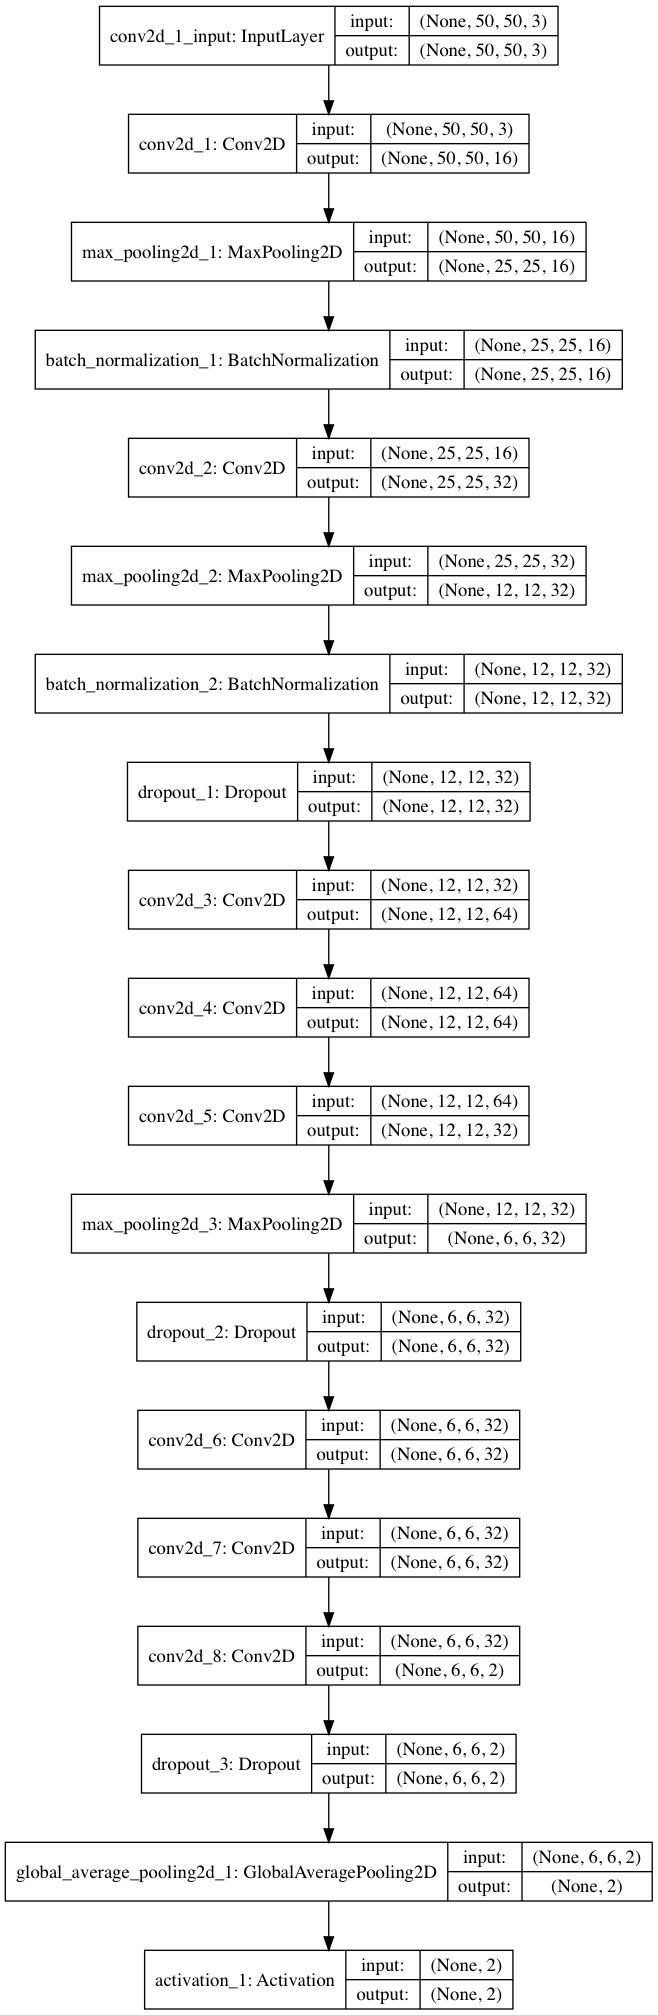 conv2d_1_input: InputLayer input: (None, 50, 50, 3)
output: (None, 50, 50, 3)
conv2d_1: Conv2D input: (None, 50, 50, 3)
output: (None, 50, 50, 16)
max_pooling2d_1: MaxPooling2D input: (None, 50, 50, 16)
output: (None, 25, 25, 16)
batch_normalization_1: BatchNormalization input: (None, 25, 25, 16)
output: (None, 25, 25, 16)
conv2d_2: Conv2D input: (None, 25, 25, 16)
output: (None, 25, 25, 32)
max_pooling2d_2: MaxPooling2D input: (None, 25, 25, 32)
output: (None, 12, 12, 32)
batch_normalization_2: BatchNormalization input: (None, 12, 12, 32)
output: (None, 12, 12, 32)
dropout_1: Dropout input: (None, 12, 12, 32)
output: (None, 12, 12, 32)
conv2d_3: Conv2D input: (None, 12, 12, 32)
output: (None, 12, 12, 64)
conv2d_4: Conv2D input: (None, 12, 12, 64)
output: (None, 12, 12, 64)
conv2d_5: Conv2D input: (None, 12, 12, 64)
output: (None, 12, 12, 32)
max_pooling2d_3: MaxPooling2D input: (None, 12, 12, 32)
output: (None, 6, 6, 32)
dropout_2: Dropout input: (None, 6, 6, 32)
output: (None, 6, 6, 32)
conv2d_6: Conv2D input: (None, 6, 6, 32)
output: (None, 6, 6, 32)
conv2d_7: Conv2D input: (None, 6, 6, 32)
output: (None, 6, 6, 32)
conv2d_8: Conv2D input: (None, 6, 6, 32)
output: (None, 6, 6, 2)
dropout_3: Dropout input: (None, 6, 6, 2)
output: (None, 6, 6, 2)
global_average_pooling2d_1: GlobalAveragePooling2D input: (None, 6, 6, 2)
output: (None, 2)
activation_1: Activation input: (None, 2)
output: (None, 2)